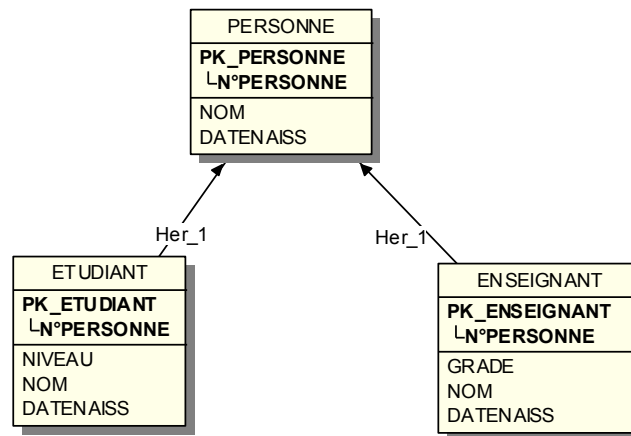 PERSONNE
PK_PERSONNE
└N°PERSONNE
NOM
DATENAISS
Her_1
Her_1
ETUDIANT
PK_ETUDIANT
└N°PERSONNE
NIVEAU
NOM
DATENAISS
ENSEIGNANT
PK_ENSEIGNANT
└N°PERSONNE
GRADE
NOM
DATENAISS